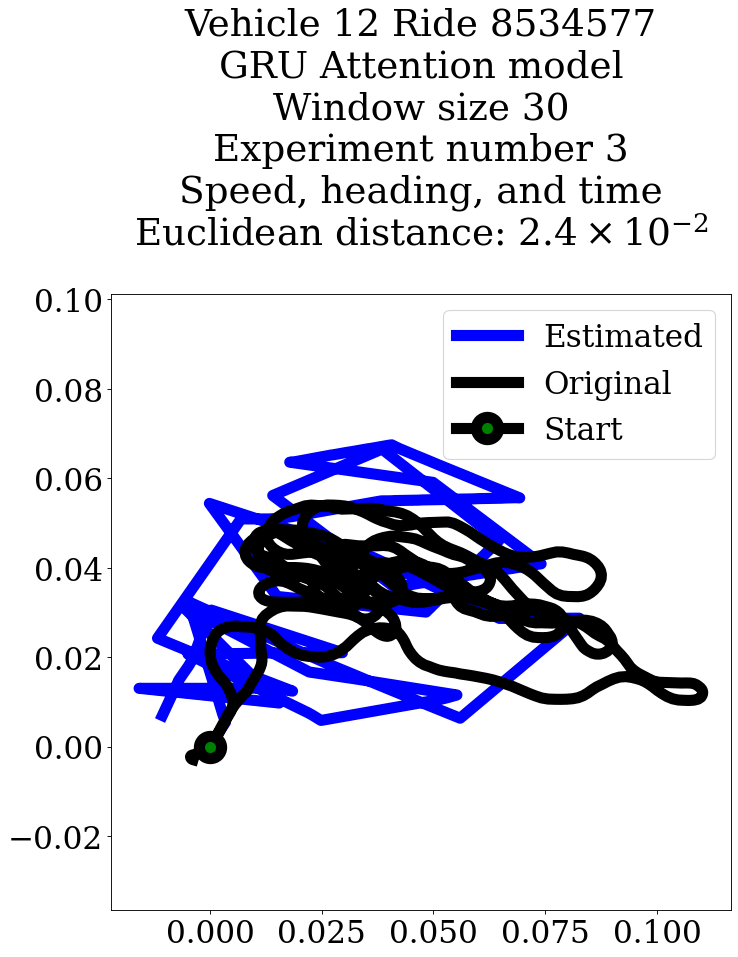 Vehicle 12 Ride 8534577
GRU Attention model
Window size 30
Experiment number 3
Speed, heading, and time
Euclidean distance: 2.4 × 10⁻²
0.10
0.08
0.06
0.04
0.02
0.00
−0.02
Estimated
Original
Start
0.000 0.025 0.050 0.075 0.100